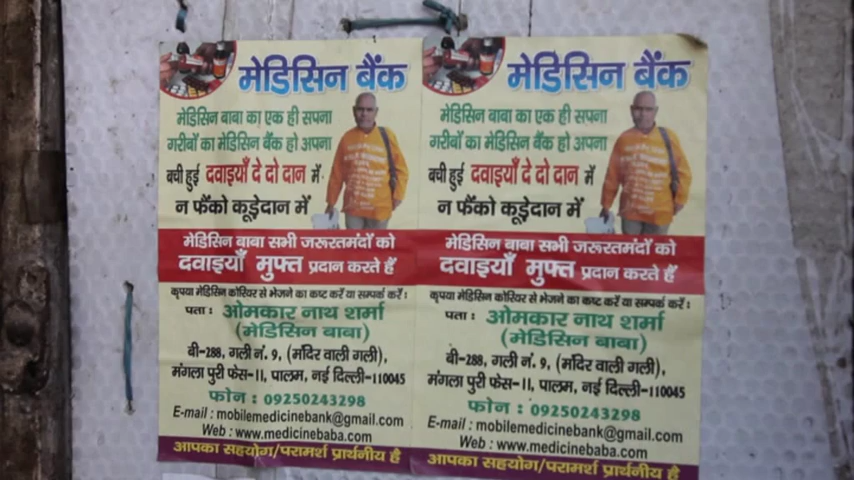 मेडिसिन बैंक
मेडिसिन बाबा का एक ही सपना
गरीबों का मेडिसिन बैंक हो अपना
बची हुई दवाइयाँ दे दो दान में
न फैंको कूड़ेदान में
मेडिसिन बाबा सभी जरूरतमंदों को
दवाइयाँ मुफ्त प्रदान करते हैं
कृपया मेडिसिन कोरियर से भेजने का कष्ट करें या सम्पर्क करें :
पता : ओमकार नाथ शर्मा
(मेडिसिन बाबा)
बी-288, गली नं. 9, (मंदिर वाली गली),
मंगला पुरी फेस-II, पालम, नई दिल्ली-110045
फोन : 09250243298
E-mail : mobilemedicinebank@gmail.com
Web : www.medicinebaba.com
आपका सहयोग/परामर्श प्रार्थनीय है
मेडिसिन बैंक
मेडिसिन बाबा का एक ही सपना
गरीबों का मेडिसिन बैंक हो अपना
बची हुई दवाइयाँ दे दो दान में
न फैंको कूड़ेदान में
मेडिसिन बाबा सभी जरूरतमंदों को
दवाइयाँ मुफ्त प्रदान करते हैं
कृपया मेडिसिन कोरियर से भेजने का कष्ट करें या सम्पर्क करें :
पता : ओमकार नाथ शर्मा
(मेडिसिन बाबा)
बी-288, गली नं. 9, (मंदिर वाली गली),
मंगला पुरी फेस-II, पालम, नई दिल्ली-110045
फोन : 09250243298
E-mail : mobilemedicinebank@gmail.com
Web : www.medicinebaba.com
आपका सहयोग/परामर्श प्रार्थनीय है